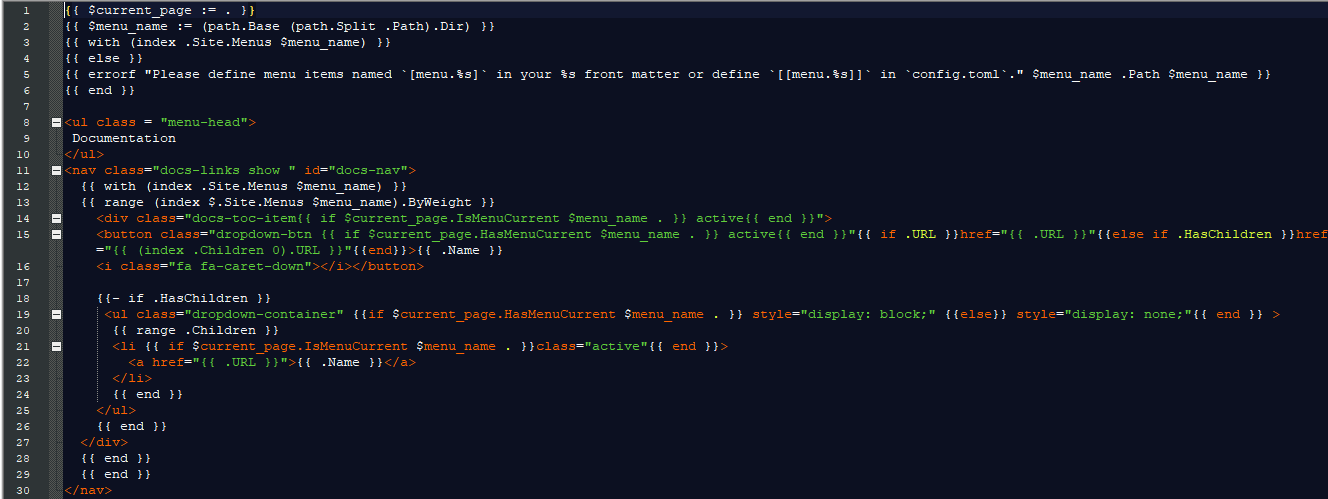 1 {{ $current_page := . }}
2 {{ $menu_name := (path.Base (path.Split .Path).Dir) }}
3 {{ with (index .Site.Menus $menu_name) }}
4 {{ else }}
5 {{ errorf "Please define menu items named `[menu.%s]` in your %s front matter or define `[[menu.%s]]` in `config.toml`." $menu_name .Path $menu_name }}
6 {{ end }}
7
8 <ul class = "menu-head">
9 Documentation
10 </ul>
11 <nav class="docs-links show " id="docs-nav">
12 {{ with (index .Site.Menus $menu_name) }}
13 {{ range (index $.Site.Menus $menu_name).ByWeight }}
14 <div class="docs-toc-item{{ if $current_page.IsMenuCurrent $menu_name . }} active{{ end }}">
15 <button class="dropdown-btn {{ if $current_page.HasMenuCurrent $menu_name . }} active{{ end }}"{{ if .URL }}href="{{ .URL }}"{{else if .HasChildren }}href
="{{ (index .Children 0).URL }}"{{end}}>{{ .Name }}
16 <i class="fa fa-caret-down"></i></button>
17
18 {{- if .HasChildren }}
19 <ul class="dropdown-container" {{if $current_page.HasMenuCurrent $menu_name . }} style="display: block;" {{else}} style="display: none;"{{ end }} >
20 {{ range .Children }}
21 <li {{ if $current_page.IsMenuCurrent $menu_name . }}class="active"{{ end }}>
22 <a href="{{ .URL }}">{{ .Name }}</a>
23 </li>
24 {{ end }}
25 </ul>
26 {{ end }}
27 </div>
28 {{ end }}
29 {{ end }}
30 </nav>